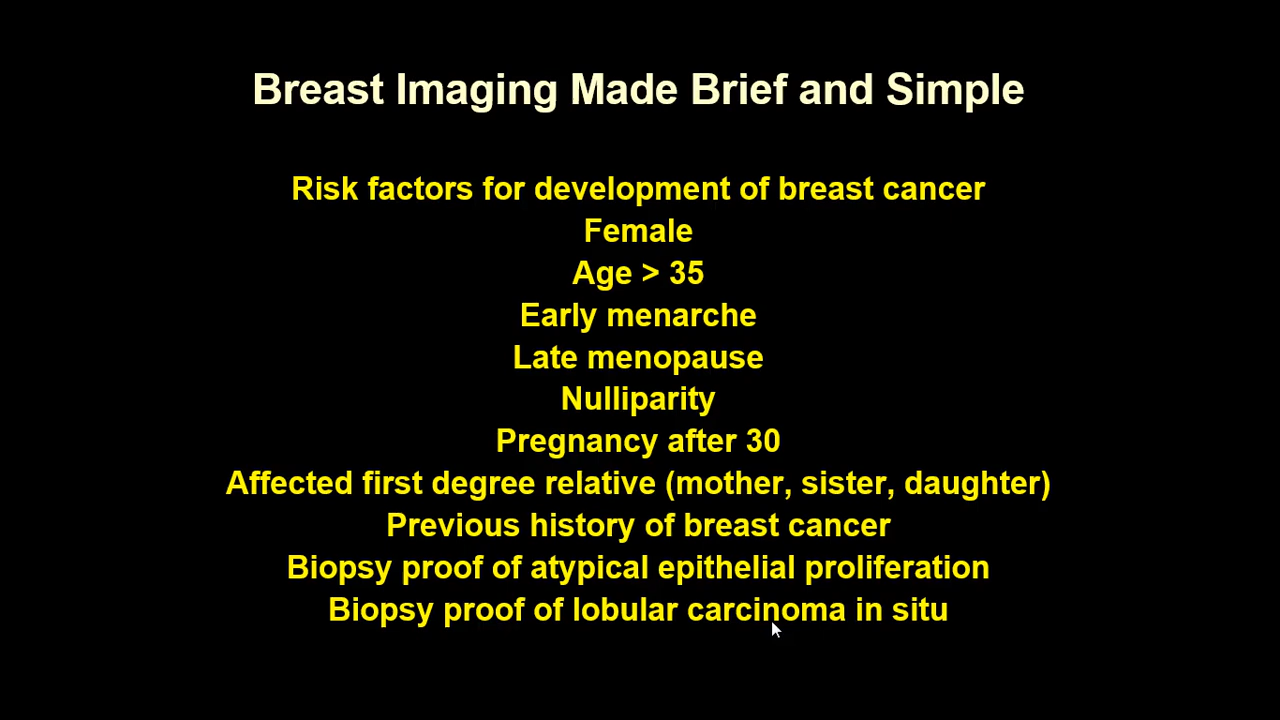 Breast Imaging Made Brief and Simple
Risk factors for development of breast cancer
Female
Age > 35
Early menarche
Late menopause
Nulliparity
Pregnancy after 30
Affected first degree relative (mother, sister, daughter)
Previous history of breast cancer
Biopsy proof of atypical epithelial proliferation
Biopsy proof of lobular carcinoma in situ